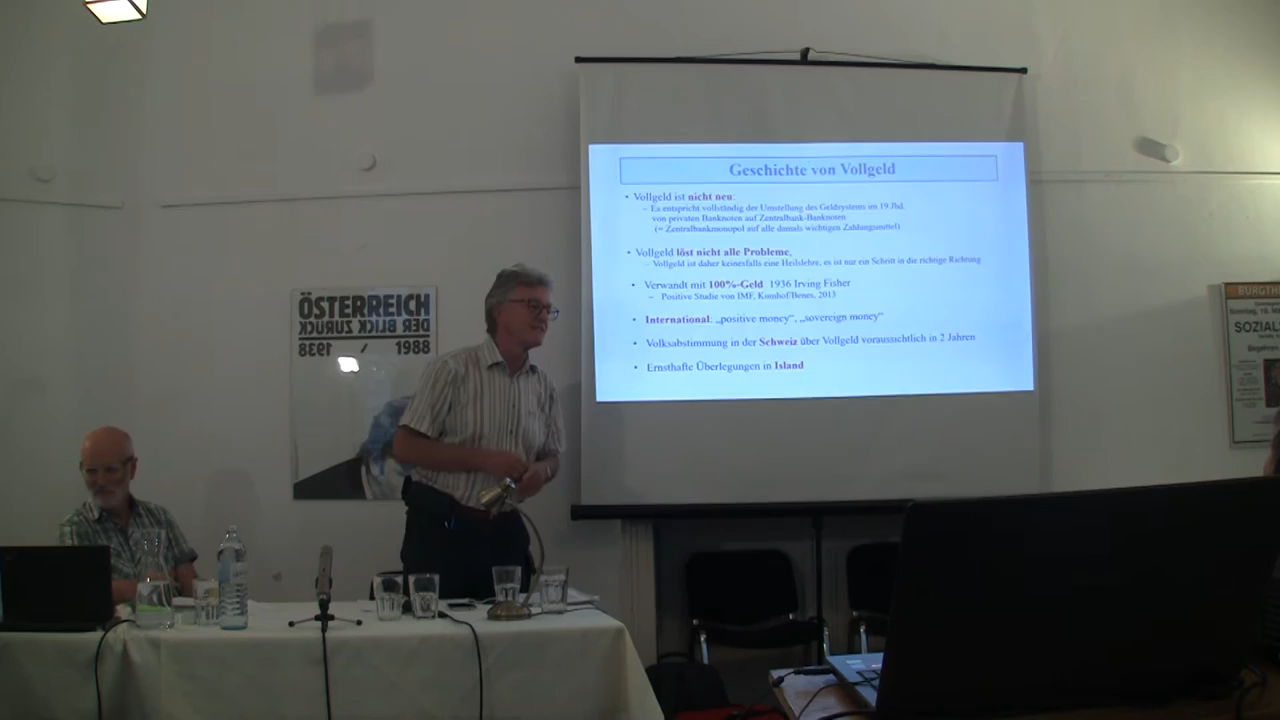 Geschichte von Vollgeld
• Vollgeld ist nicht neu:
– Es entspricht vollständig der Umstellung des Geldsystems im 19.Jhd.
von privaten Banknoten auf Zentralbank-Banknoten
(= Zentralbankmonopol auf alle damals wichtigen Zahlungsmittel)
• Vollgeld löst nicht alle Probleme,
– Vollgeld ist daher keinesfalls eine Heilslehre, es ist nur ein Schritt in die richtige Richtung
• Verwandt mit 100%-Geld 1936 Irving Fisher
– Positive Studie von IMF, Kumhof/Benes, 2013
• International: „positive money“, „sovereign money“
• Volksabstimmung in der Schweiz über Vollgeld voraussichtlich in 2 Jahren
• Ernsthafte Überlegungen in Island
ÖSTERREICH
DER BLICK ZURÜCK
1938 / 1988
BURGTH
SOZIAL